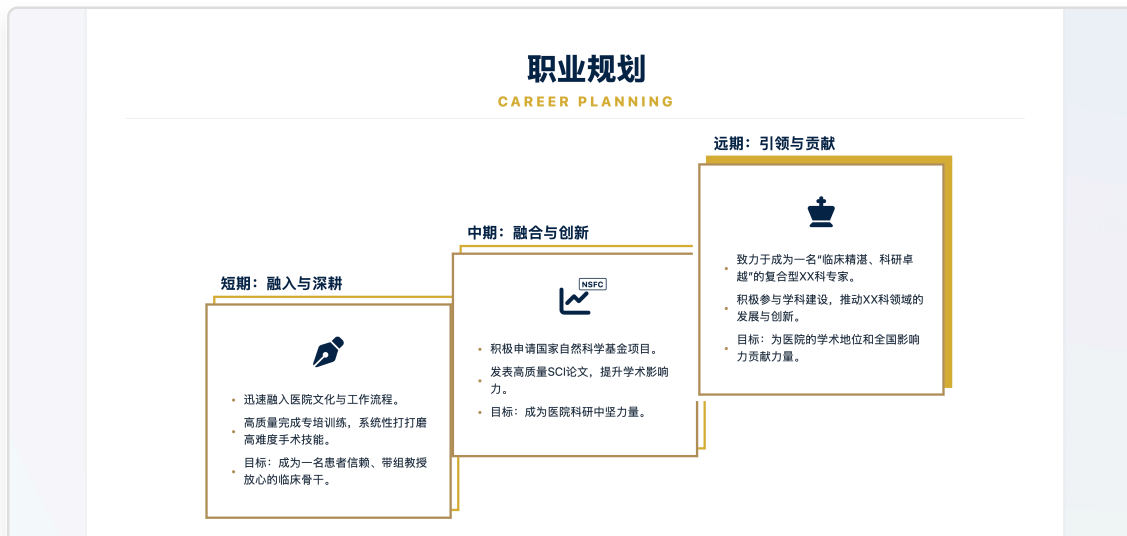 职业规划
CAREER PLANNING
短期：融入与深耕
迅速融入医院文化与工作流程。
高质量完成专培训练，系统性打打磨
高难度手术技能。
目标：成为一名患者信赖、带组教授
放心的临床骨干。
中期：融合与创新
NSFC
积极申请国家自然科学基金项目。
发表高质量SCI论文，提升学术影响
力。
目标：成为医院科研中坚力量。
远期：引领与贡献
致力于成为一名“临床精湛、科研卓
越”的复合型XX科专家。
积极参与学科建设，推动XX科领域的
发展与创新。
目标：为医院的学术地位和全国影响
力贡献力量。